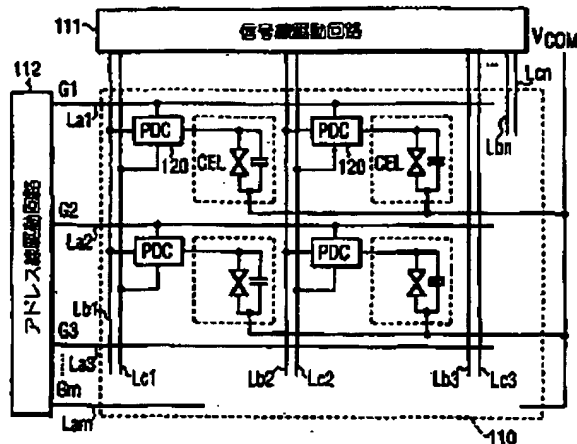 111
信号線駆動回路
VCOM
112
アドレス線駆動回路
G1
La1
PDC
120
CEL
PDC
120
CEL
...
Lcn
Lbn
G2
La2
PDC
PDC
Lb1
G3
La3
Lc1
Lb2
Lc2
Lb3
Lc3
Gm
Lam
110